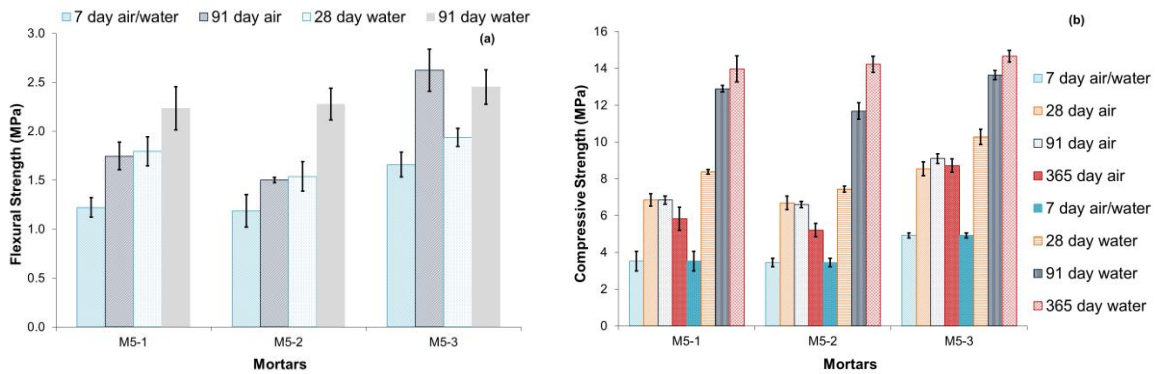 7 day air/water 91 day air 28 day water 91 day water
(a)
Flexural Strength (MPa)
3.0
2.5
2.0
1.5
1.0
0.5
0.0
M5-1 M5-2 M5-3
Mortars
(b)
Compressive Strength (MPa)
16
14
12
10
8
6
4
2
0
M5-1 M5-2 M5-3
Mortars
7 day air/water
28 day air
91 day air
365 day air
7 day air/water
28 day water
91 day water
365 day water